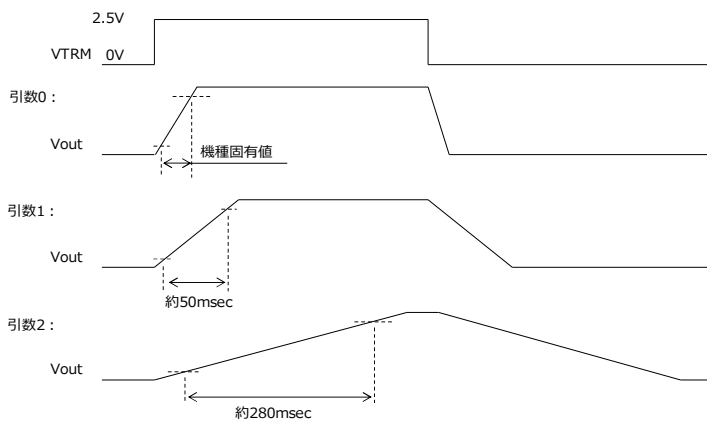 2.5V
VTRM 0V
引数0：
Vout
機種固有値
引数1：
Vout
約50msec
引数2：
Vout
約280msec